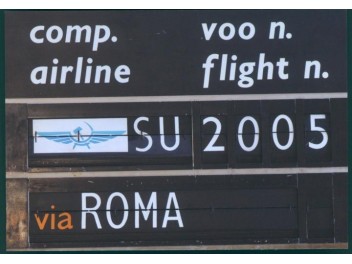 comp. voo n.
airline flight n.
SU 2005
via ROMA